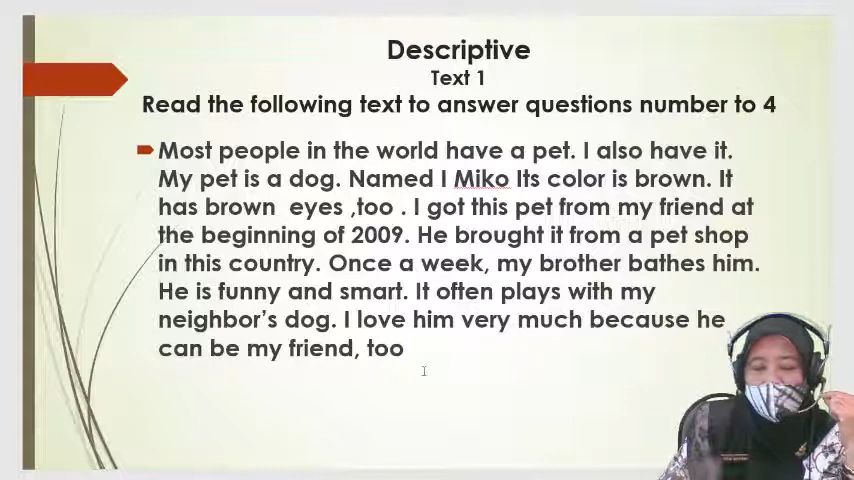 Descriptive
Text 1
Read the following text to answer questions number to 4
Most people in the world have a pet. I also have it.
My pet is a dog. Named I Miko Its color is brown. It
has brown  eyes ,too . I got this pet from my friend at
the beginning of 2009. He brought it from a pet shop
in this country. Once a week, my brother bathes him.
He is funny and smart. It often plays with my
neighbor's dog. I love him very much because he
can be my friend, too